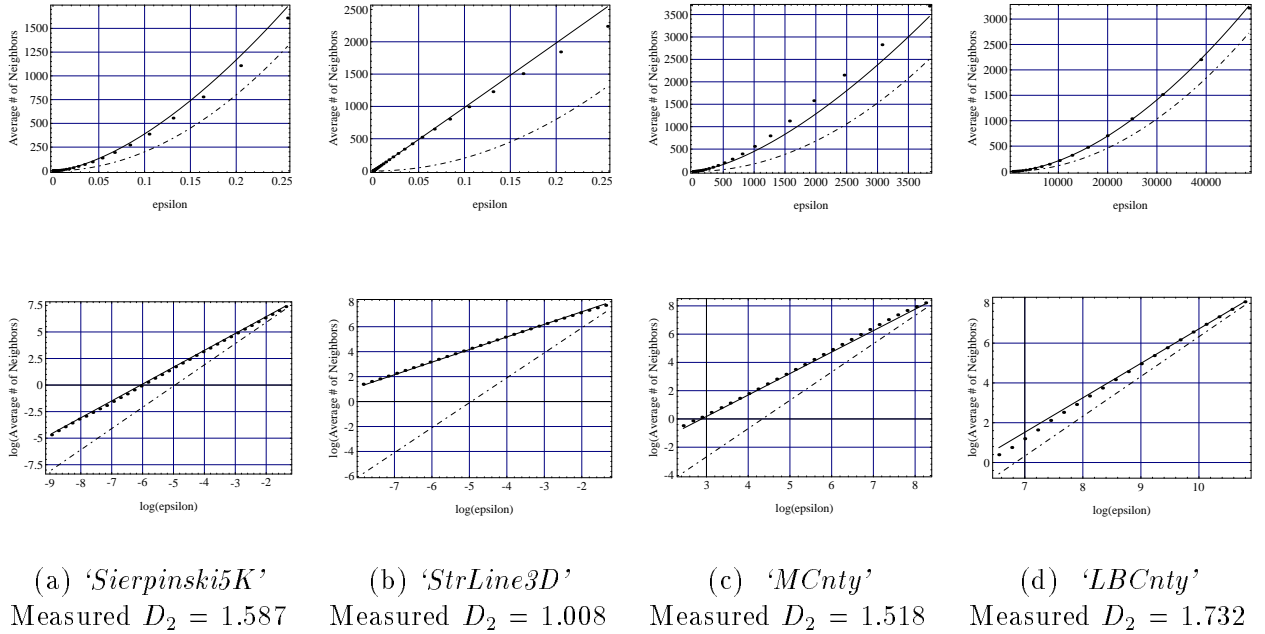 Average # of Neighbors
1750
1500
1250
1000
750
500
250
0
0 0.05 0.1 0.15 0.2 0.25
epsilon
Average # of Neighbors
2500
2000
1500
1000
500
0
0 0.05 0.1 0.15 0.2 0.25
epsilon
Average # of Neighbors
3500
3000
2500
2000
1500
1000
500
0
0 500 1000 1500 2000 2500 3000 3500
epsilon
Average # of Neighbors
3000
2500
2000
1500
1000
500
0
10000 20000 30000 40000
epsilon
log(Average # of Neighbors)
7.5
5
2.5
0
-2.5
-5
-7.5
-9 -8 -7 -6 -5 -4 -3 -2
log(epsilon)
log(Average # of Neighbors)
8
6
4
2
0
-2
-4
-6
-7 -6 -5 -4 -3 -2
log(epsilon)
log(Average # of Neighbors)
8
6
4
2
0
-2
-4
3 4 5 6 7 8
log(epsilon)
log(Average # of Neighbors)
8
6
4
2
0
7 8 9 10
log(epsilon)
(a) ‘Sierpinski5K’ (b) ‘StrLine3D’ (c) ‘MCnty’ (d) ‘LBCnty’
Measured D₂ = 1.587 Measured D₂ = 1.008 Measured D₂ = 1.518 Measured D₂ = 1.732